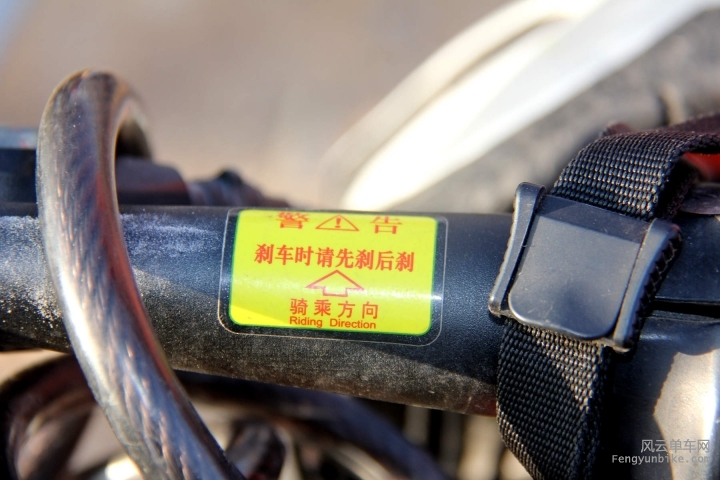 警 告
刹车时请先刹后刹
骑乘方向
Riding Direction
风云单车网
Fengyunbike.com